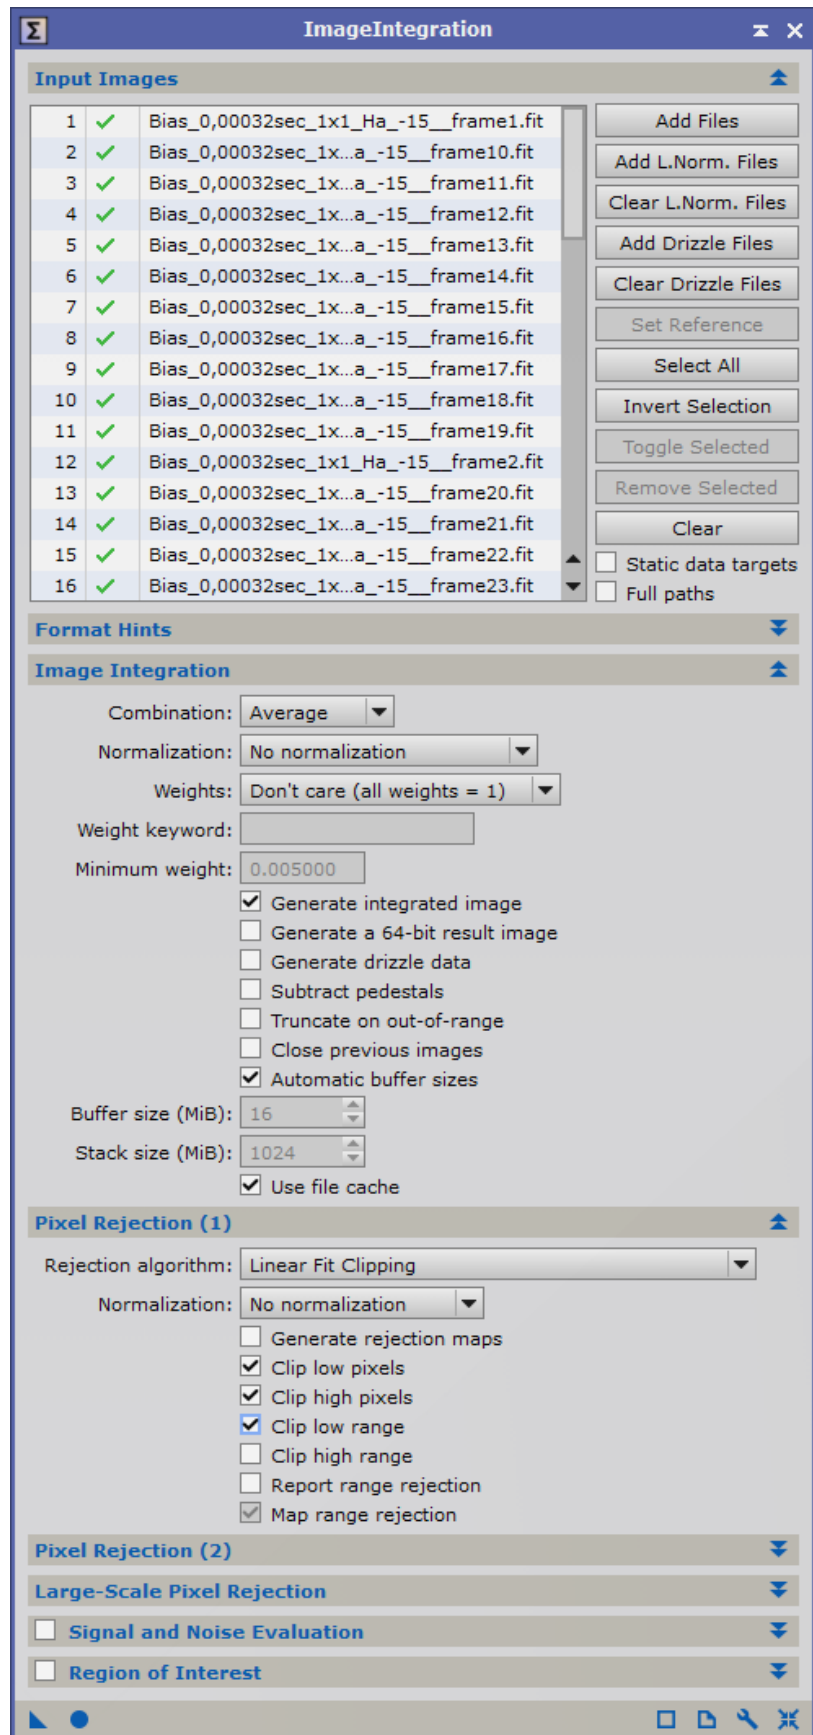 Σ ImageIntegration
Input Images
1 Bias_0,00032sec_1x1_Ha_-15__frame1.fit Add Files
2 Bias_0,00032sec_1x...a_-15__frame10.fit Add L.Norm. Files
3 Bias_0,00032sec_1x...a_-15__frame11.fit
4 Bias_0,00032sec_1x...a_-15__frame12.fit Clear L.Norm. Files
5 Bias_0,00032sec_1x...a_-15__frame13.fit Add Drizzle Files
6 Bias_0,00032sec_1x...a_-15__frame14.fit Clear Drizzle Files
7 Bias_0,00032sec_1x...a_-15__frame15.fit
8 Bias_0,00032sec_1x...a_-15__frame16.fit Set Reference
9 Bias_0,00032sec_1x...a_-15__frame17.fit Select All
10 Bias_0,00032sec_1x...a_-15__frame18.fit Invert Selection
11 Bias_0,00032sec_1x...a_-15__frame19.fit
12 Bias_0,00032sec_1x1_Ha_-15__frame2.fit Toggle Selected
13 Bias_0,00032sec_1x...a_-15__frame20.fit Remove Selected
14 Bias_0,00032sec_1x...a_-15__frame21.fit Clear
15 Bias_0,00032sec_1x...a_-15__frame22.fit Static data targets
16 Bias_0,00032sec_1x...a_-15__frame23.fit Full paths
Format Hints
Image Integration
Combination: Average
Normalization: No normalization
Weights: Don't care (all weights = 1)
Weight keyword:
Minimum weight: 0.005000
Generate integrated image
Generate a 64-bit result image
Generate drizzle data
Subtract pedestals
Truncate on out-of-range
Close previous images
Automatic buffer sizes
Buffer size (MiB): 16
Stack size (MiB): 1024
Use file cache
Pixel Rejection (1)
Rejection algorithm: Linear Fit Clipping
Normalization: No normalization
Generate rejection maps
Clip low pixels
Clip high pixels
Clip low range
Clip high range
Report range rejection
Map range rejection
Pixel Rejection (2)
Large-Scale Pixel Rejection
Signal and Noise Evaluation
Region of Interest